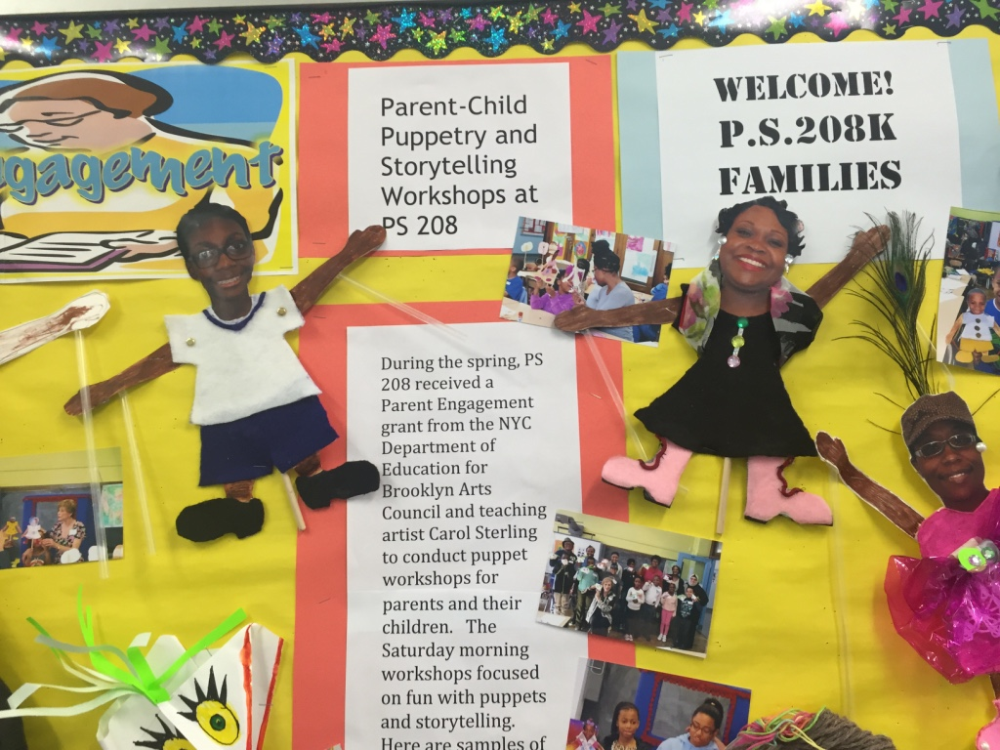 Parent-Child
Puppetry and
Storytelling
Workshops at
PS 208
WELCOME!
P.S.208K
FAMILIES
During the spring, PS
208 received a
Parent Engagement
grant from the NYC
Department of
Education for
Brooklyn Arts
Council and teaching
artist Carol Sterling
to conduct puppet
workshops for
parents and their
children. The
Saturday morning
workshops focused
on fun with puppets
and storytelling.
Here are samples of